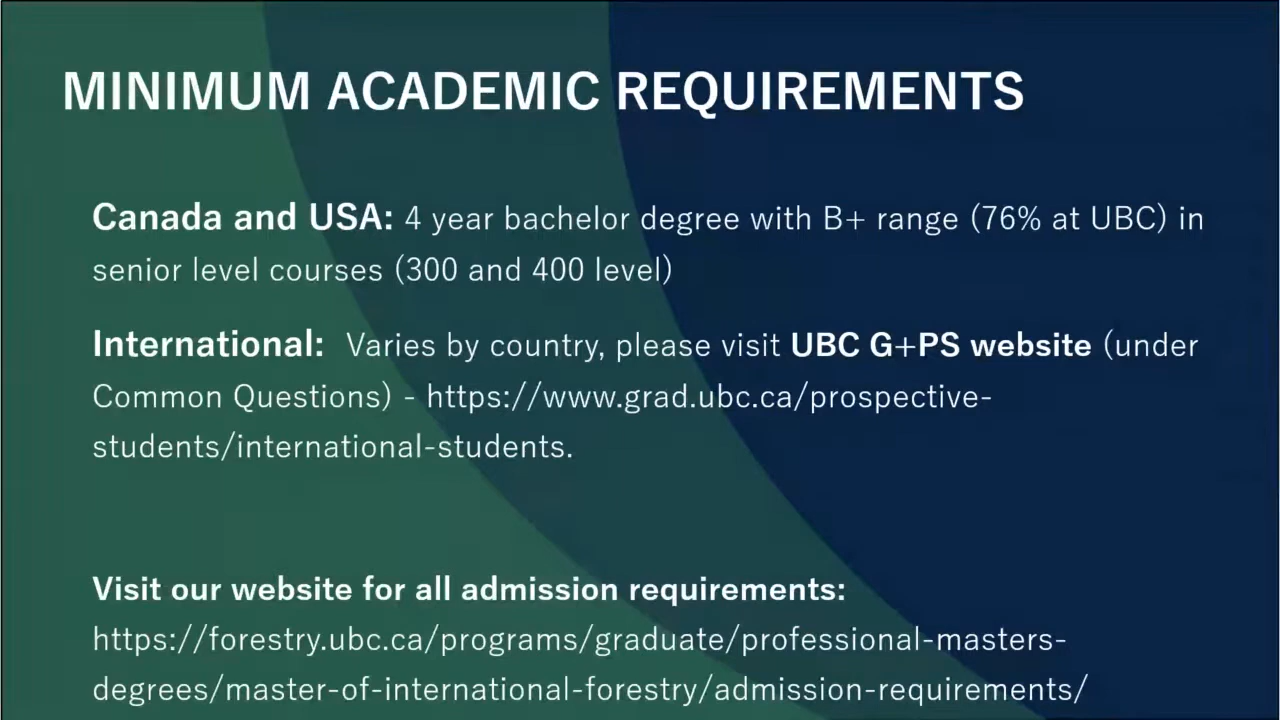 MINIMUM ACADEMIC REQUIREMENTS
Canada and USA: 4 year bachelor degree with B+ range (76% at UBC) in
senior level courses (300 and 400 level)
International:  Varies by country, please visit UBC G+PS website (under
Common Questions) - https://www.grad.ubc.ca/prospective-
students/international-students.
Visit our website for all admission requirements:
https://forestry.ubc.ca/programs/graduate/professional-masters-
degrees/master-of-international-forestry/admission-requirements/